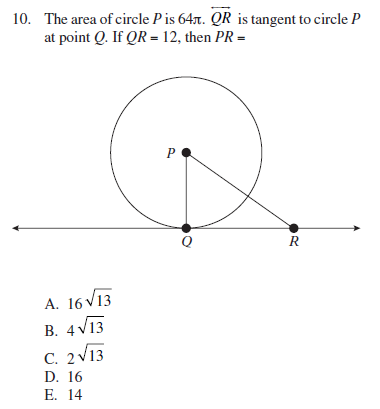 10. The area of circle P is 64π. QR is tangent to circle P
at point Q. If QR = 12, then PR =
P
Q R
A. 16√13
B. 4√13
C. 2√13
D. 16
E. 14